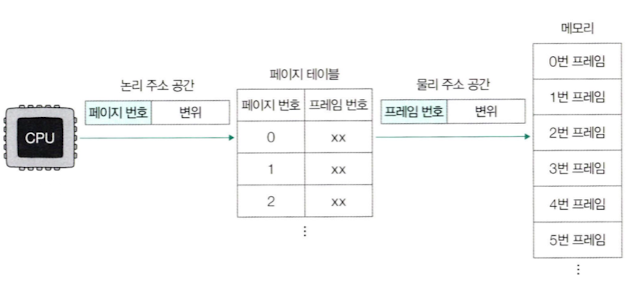 메모리
논리 주소 공간
페이지 테이블
물리 주소 공간
CPU
페이지 번호 변위
페이지 번호 프레임 번호
0 xx
1 xx
2 xx
⋮
프레임 번호 변위
0번 프레임
1번 프레임
2번 프레임
3번 프레임
4번 프레임
5번 프레임
⋮